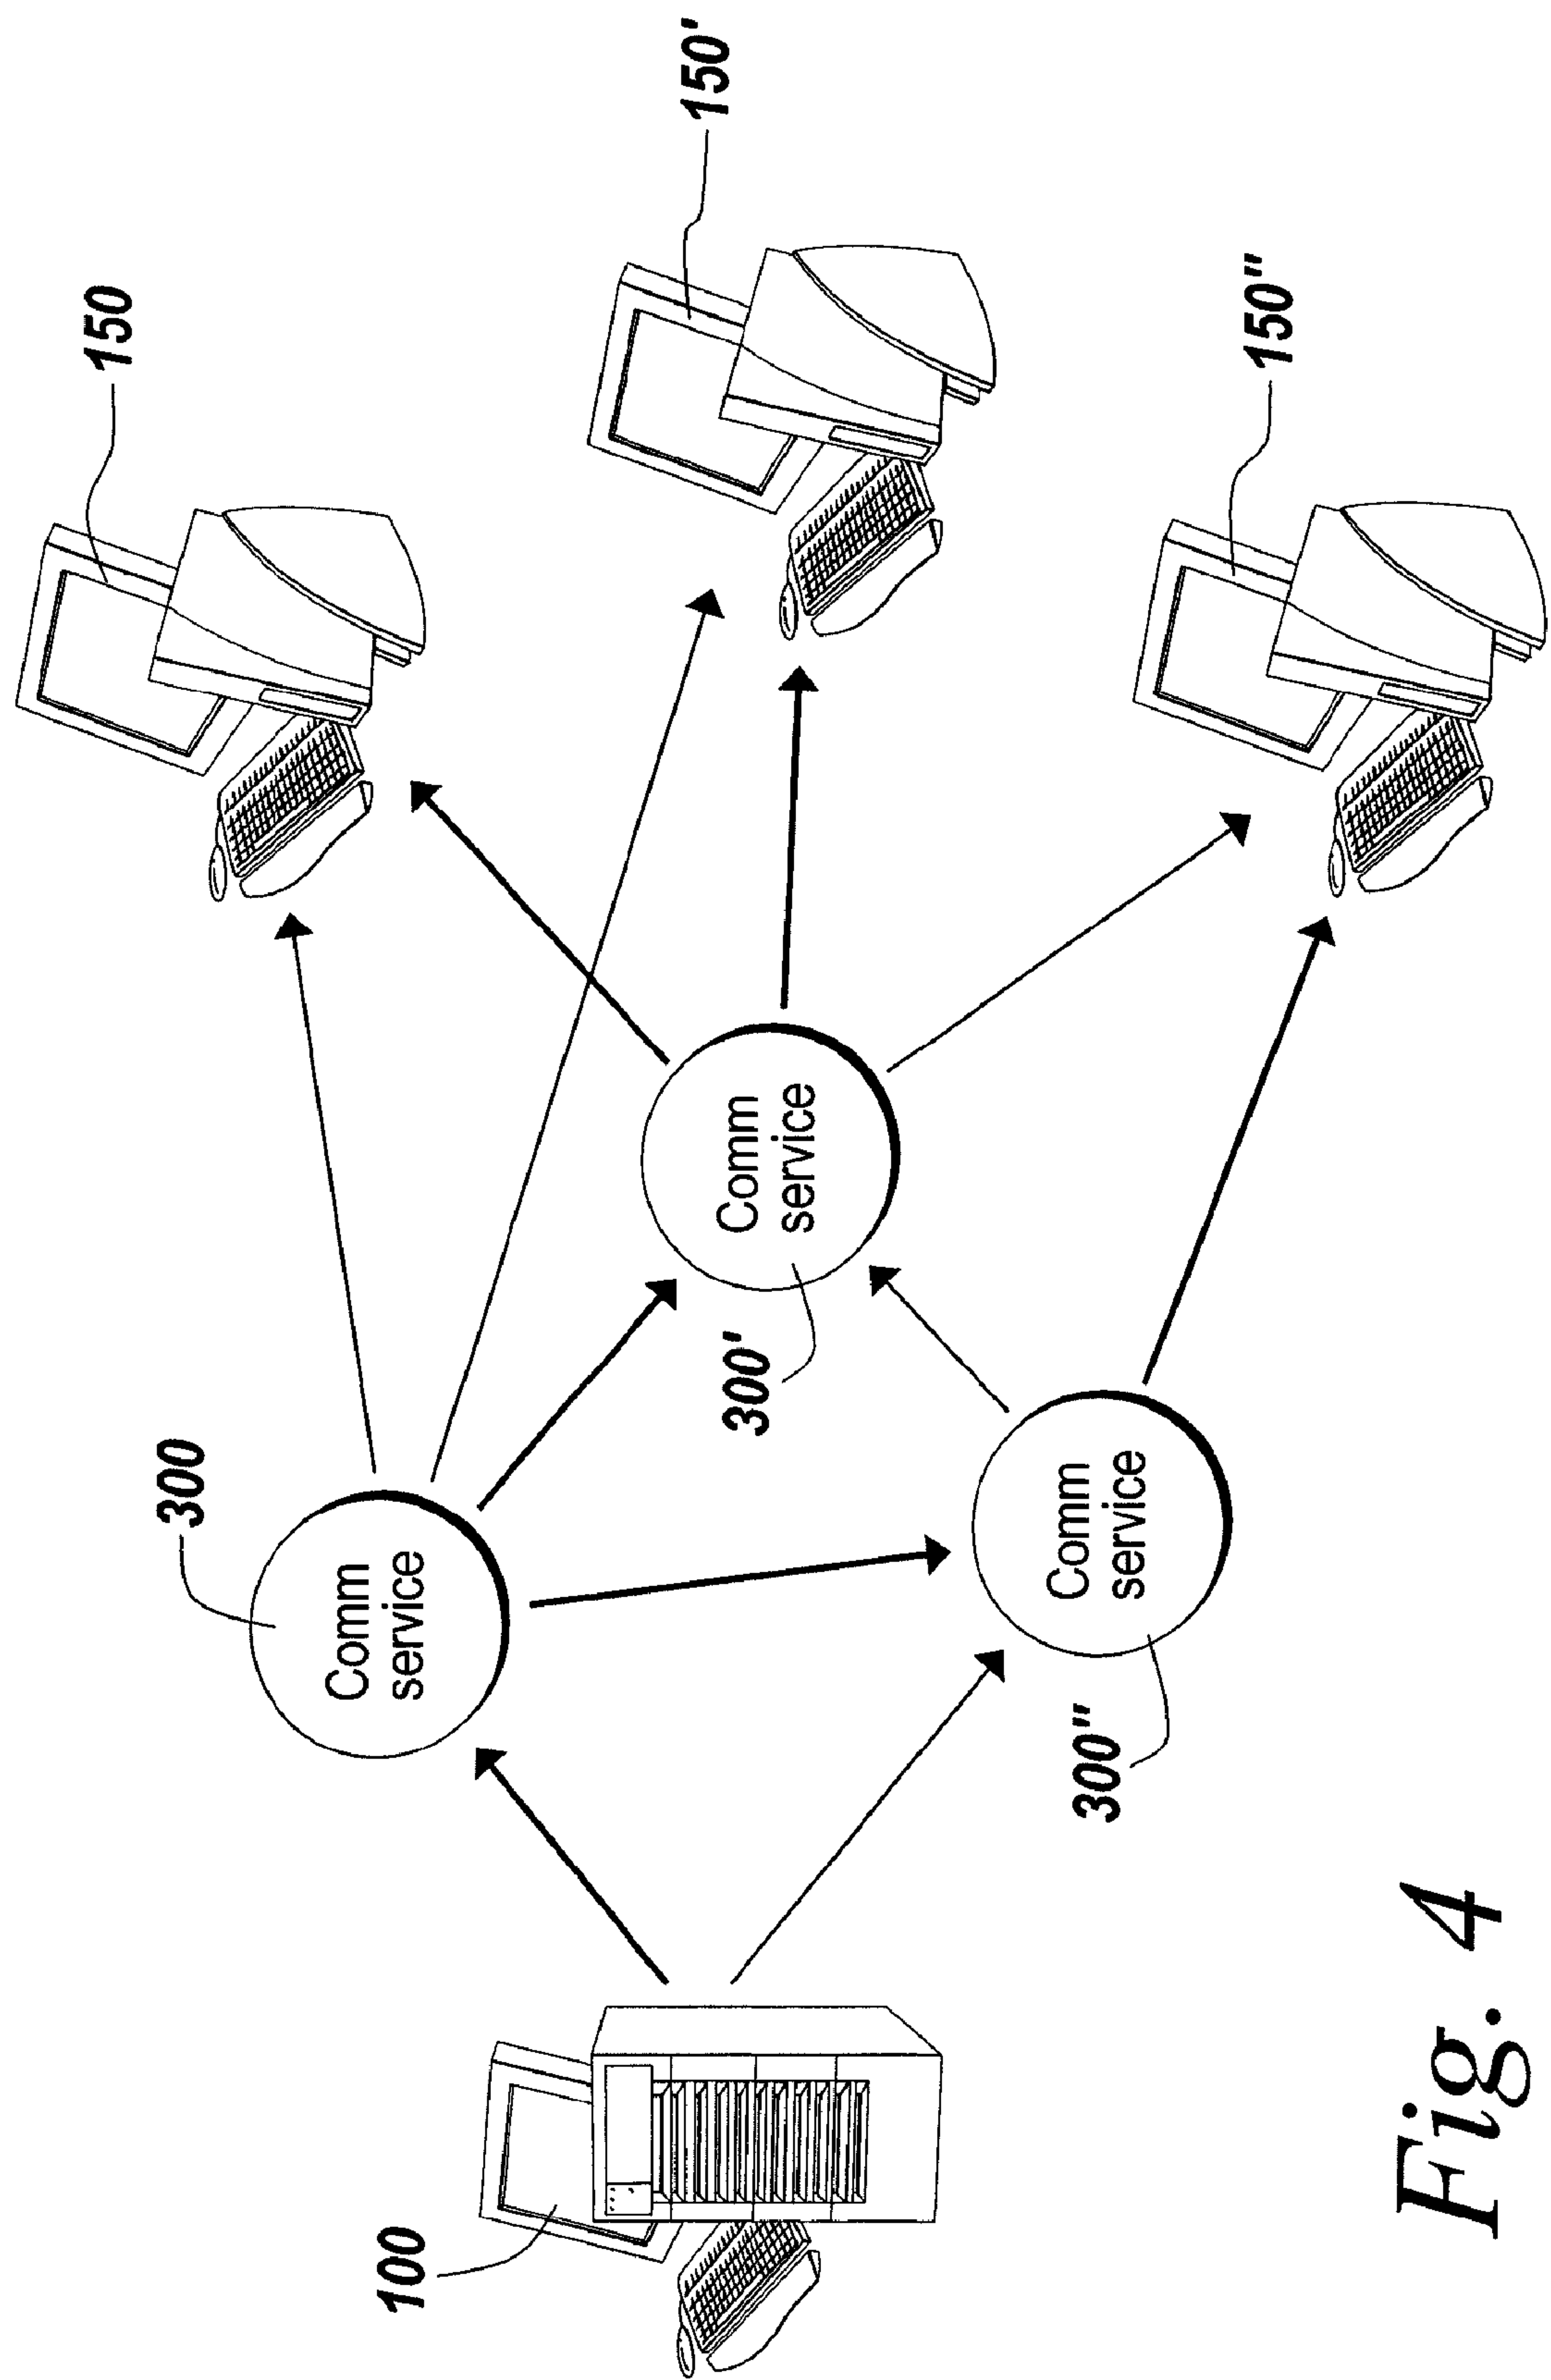 150
150'
150"
300
Comm
service
Comm
service
300'
Comm
service
300"
100
Fig. 4